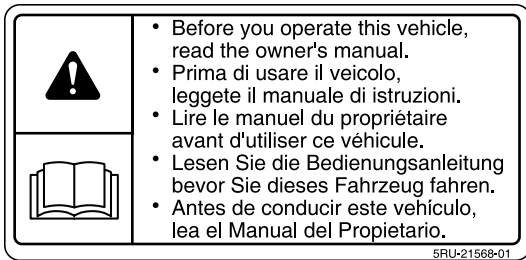 • Before you operate this vehicle,
read the owner's manual.
• Prima di usare il veicolo,
leggete il manuale di istruzioni.
• Lire le manuel du propriétaire
avant d'utiliser ce véhicule.
• Lesen Sie die Bedienungsanleitung
bevor Sie dieses Fahrzeug fahren.
• Antes de conducir este vehículo,
lea el Manual del Propietario.
5RU-21568-01